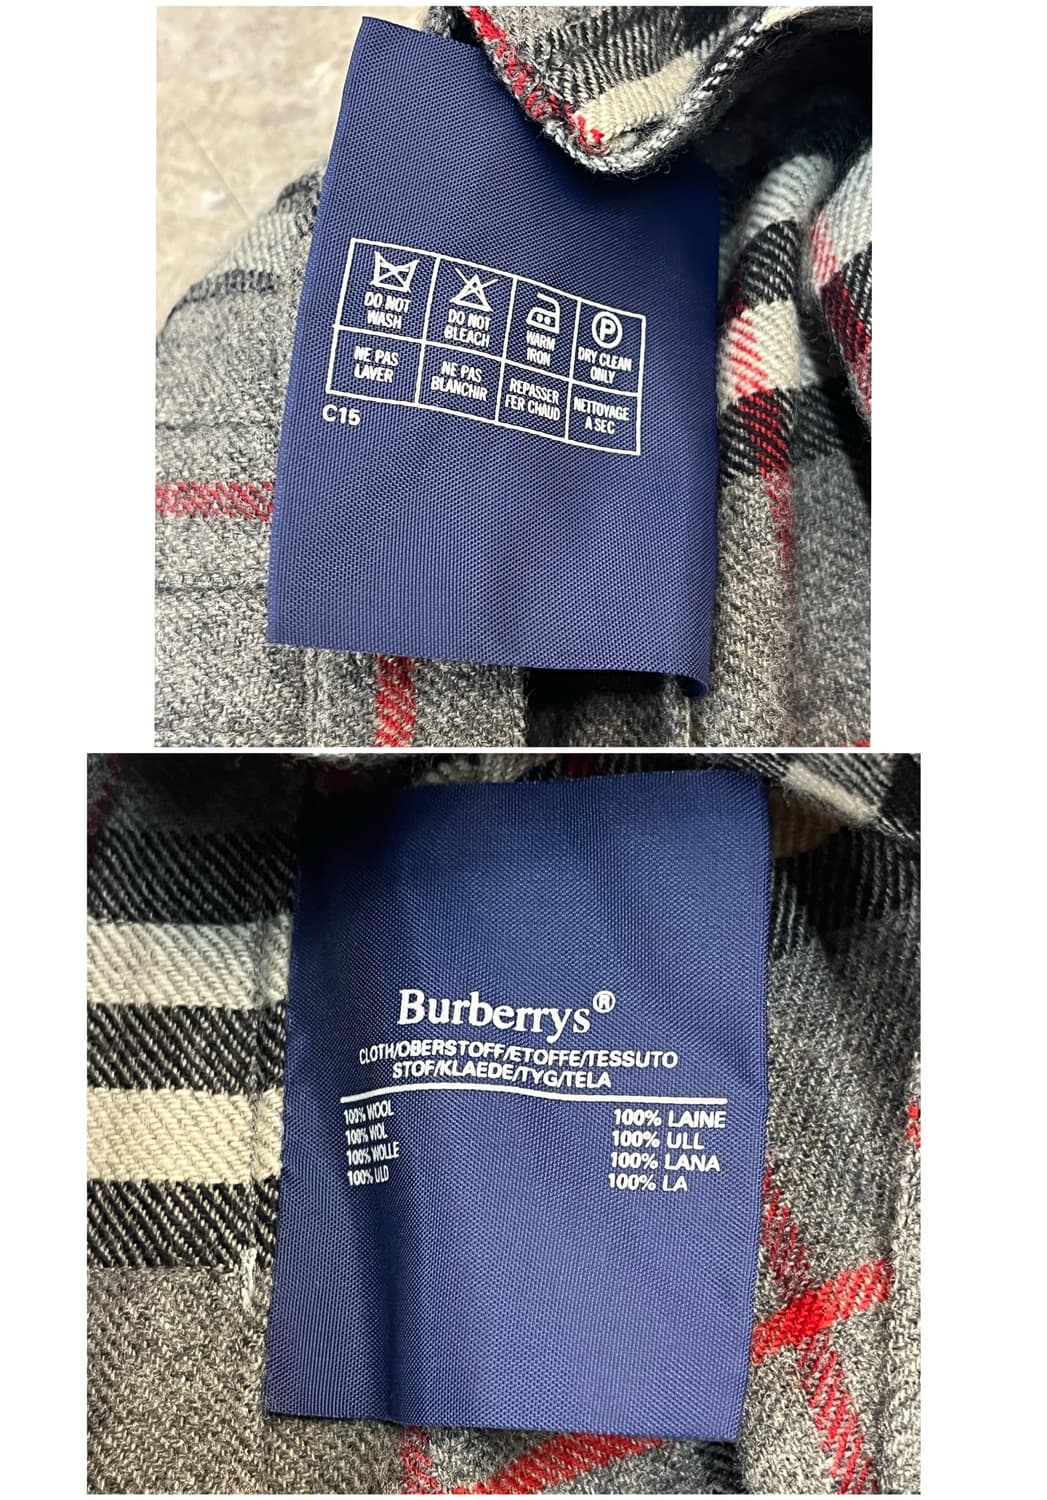 DO NOT
WASH
DO NOT
BLEACH
WARM
IRON
P
DRY CLEAN
ONLY
NE PAS
LAVER
NE PAS
BLANCHIR
REPASSER
FER CHAUD
NETTOYAGE
A SEC
C15
Burberrys®
CLOTH/OBERSTOFF/ETOFFE/TESSUTO
STOF/KLAEDE/TYG/TELA
100% WOOL
100% WOL
100% WOLLE
100% ULD
100% LAINE
100% ULL
100% LANA
100% LA